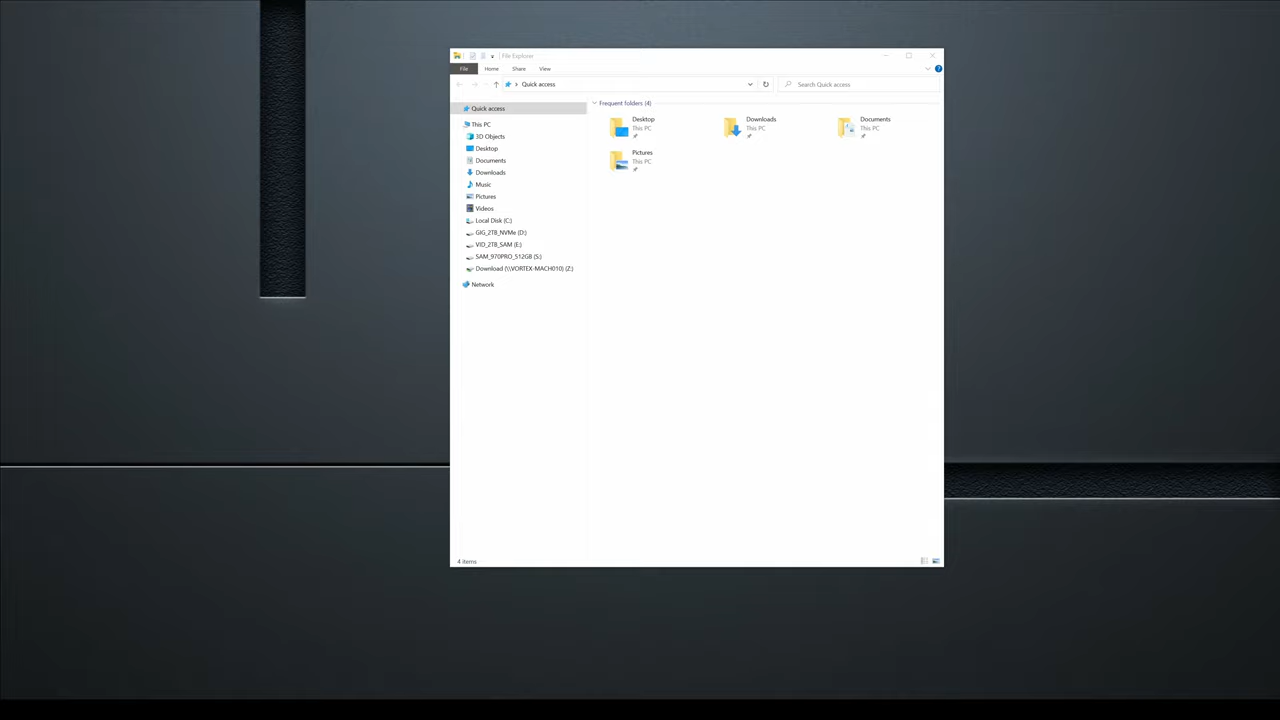 File Explorer
File Home Share View
Quick access
Search Quick access
Quick access
This PC
3D Objects
Desktop
Documents
Downloads
Music
Pictures
Videos
Local Disk (C:)
GIG_2TB_NVMe (D:)
VID_2TB_SAM (E:)
SAM_970PRO_512GB (S:)
Download (\\VORTEX-MACH010) (Z:)
Network
Frequent folders (4)
Desktop
This PC
Downloads
This PC
Documents
This PC
Pictures
This PC
4 items